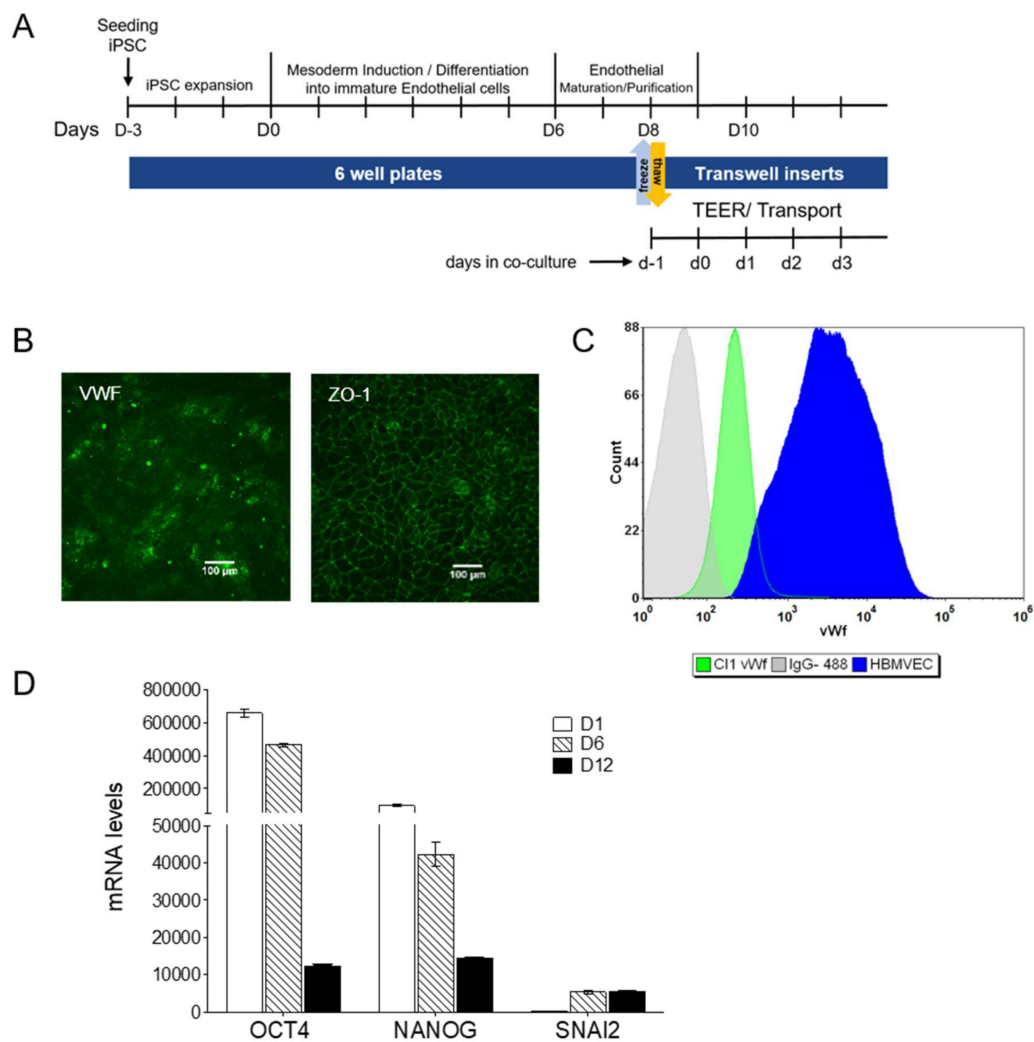 A
Seeding
iPSC
iPSC expansion
Mesoderm Induction / Differentiation
into immature Endothelial cells
Endothelial
Maturation/Purification
Days
D-3
D0
D6
D8
D10
6 well plates
freeze
thaw
Transwell inserts
TEER/ Transport
days in co-culture
d-1
d0
d1
d2
d3
B
VWF
100 µm
ZO-1
100 µm
C
88
66
44
22
0
Count
10^0
10^2
10^3
10^4
10^5
10^6
vWf
Cl1 vWf
IgG- 488
HBMVEC
D
800000
600000
400000
200000
50000
40000
30000
20000
10000
0
mRNA levels
D1
D6
D12
OCT4
NANOG
SNAI2